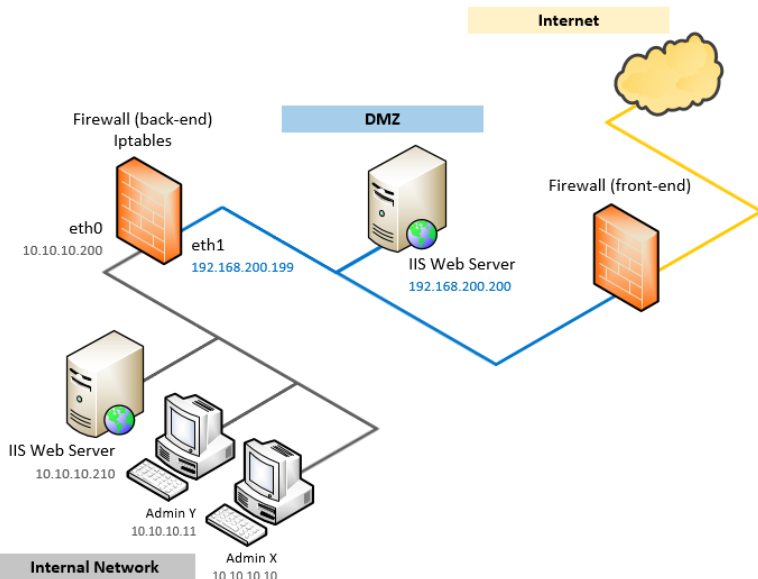 Internet
Firewall (back-end)
Iptables
DMZ
Firewall (front-end)
eth0
10.10.10.200
eth1
192.168.200.199
IIS Web Server
192.168.200.200
IIS Web Server
10.10.10.210
Admin Y
10.10.10.11
Admin X
10.10.10.10
Internal Network